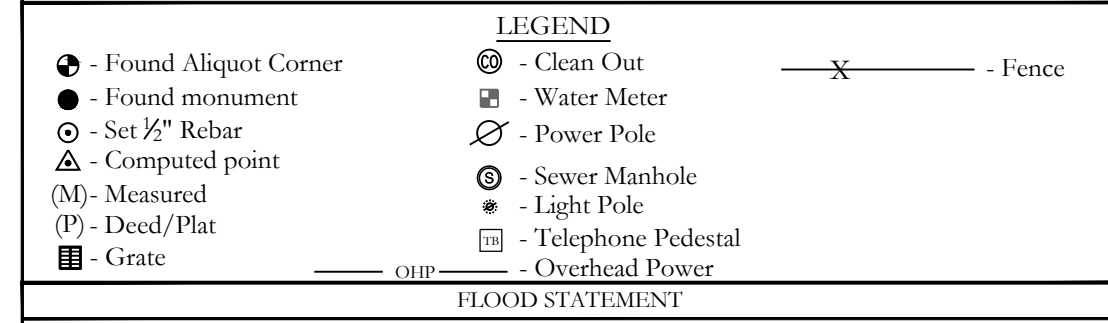 LEGEND
- Found Aliquot Corner
- Found monument
- Set ½" Rebar
- Computed point
(M)- Measured
(P) - Deed/Plat
- Grate
CO - Clean Out
- Water Meter
- Power Pole
S - Sewer Manhole
- Light Pole
TB - Telephone Pedestal
OHP - Overhead Power
X - Fence
FLOOD STATEMENT